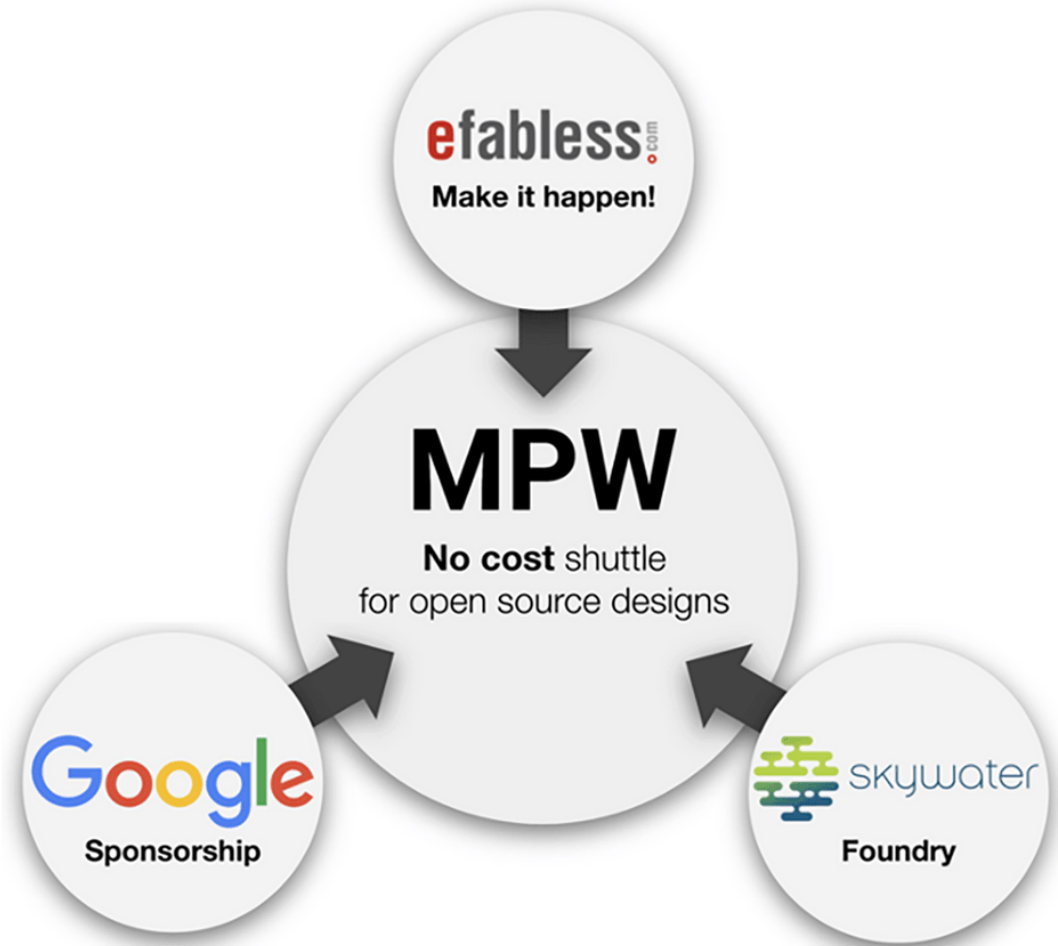 efabless.com
Make it happen!
MPW
No cost shuttle
for open source designs
Google
Sponsorship
skywater
Foundry